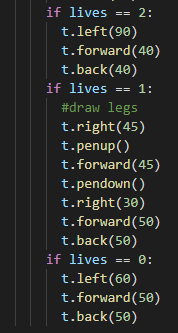 if lives == 2:
t.left(90)
t.forward(40)
t.back(40)
if lives == 1:
#draw legs
t.right(45)
t.penup()
t.forward(45)
t.pendown()
t.right(30)
t.forward(50)
t.back(50)
if lives == 0:
t.left(60)
t.forward(50)
t.back(50)